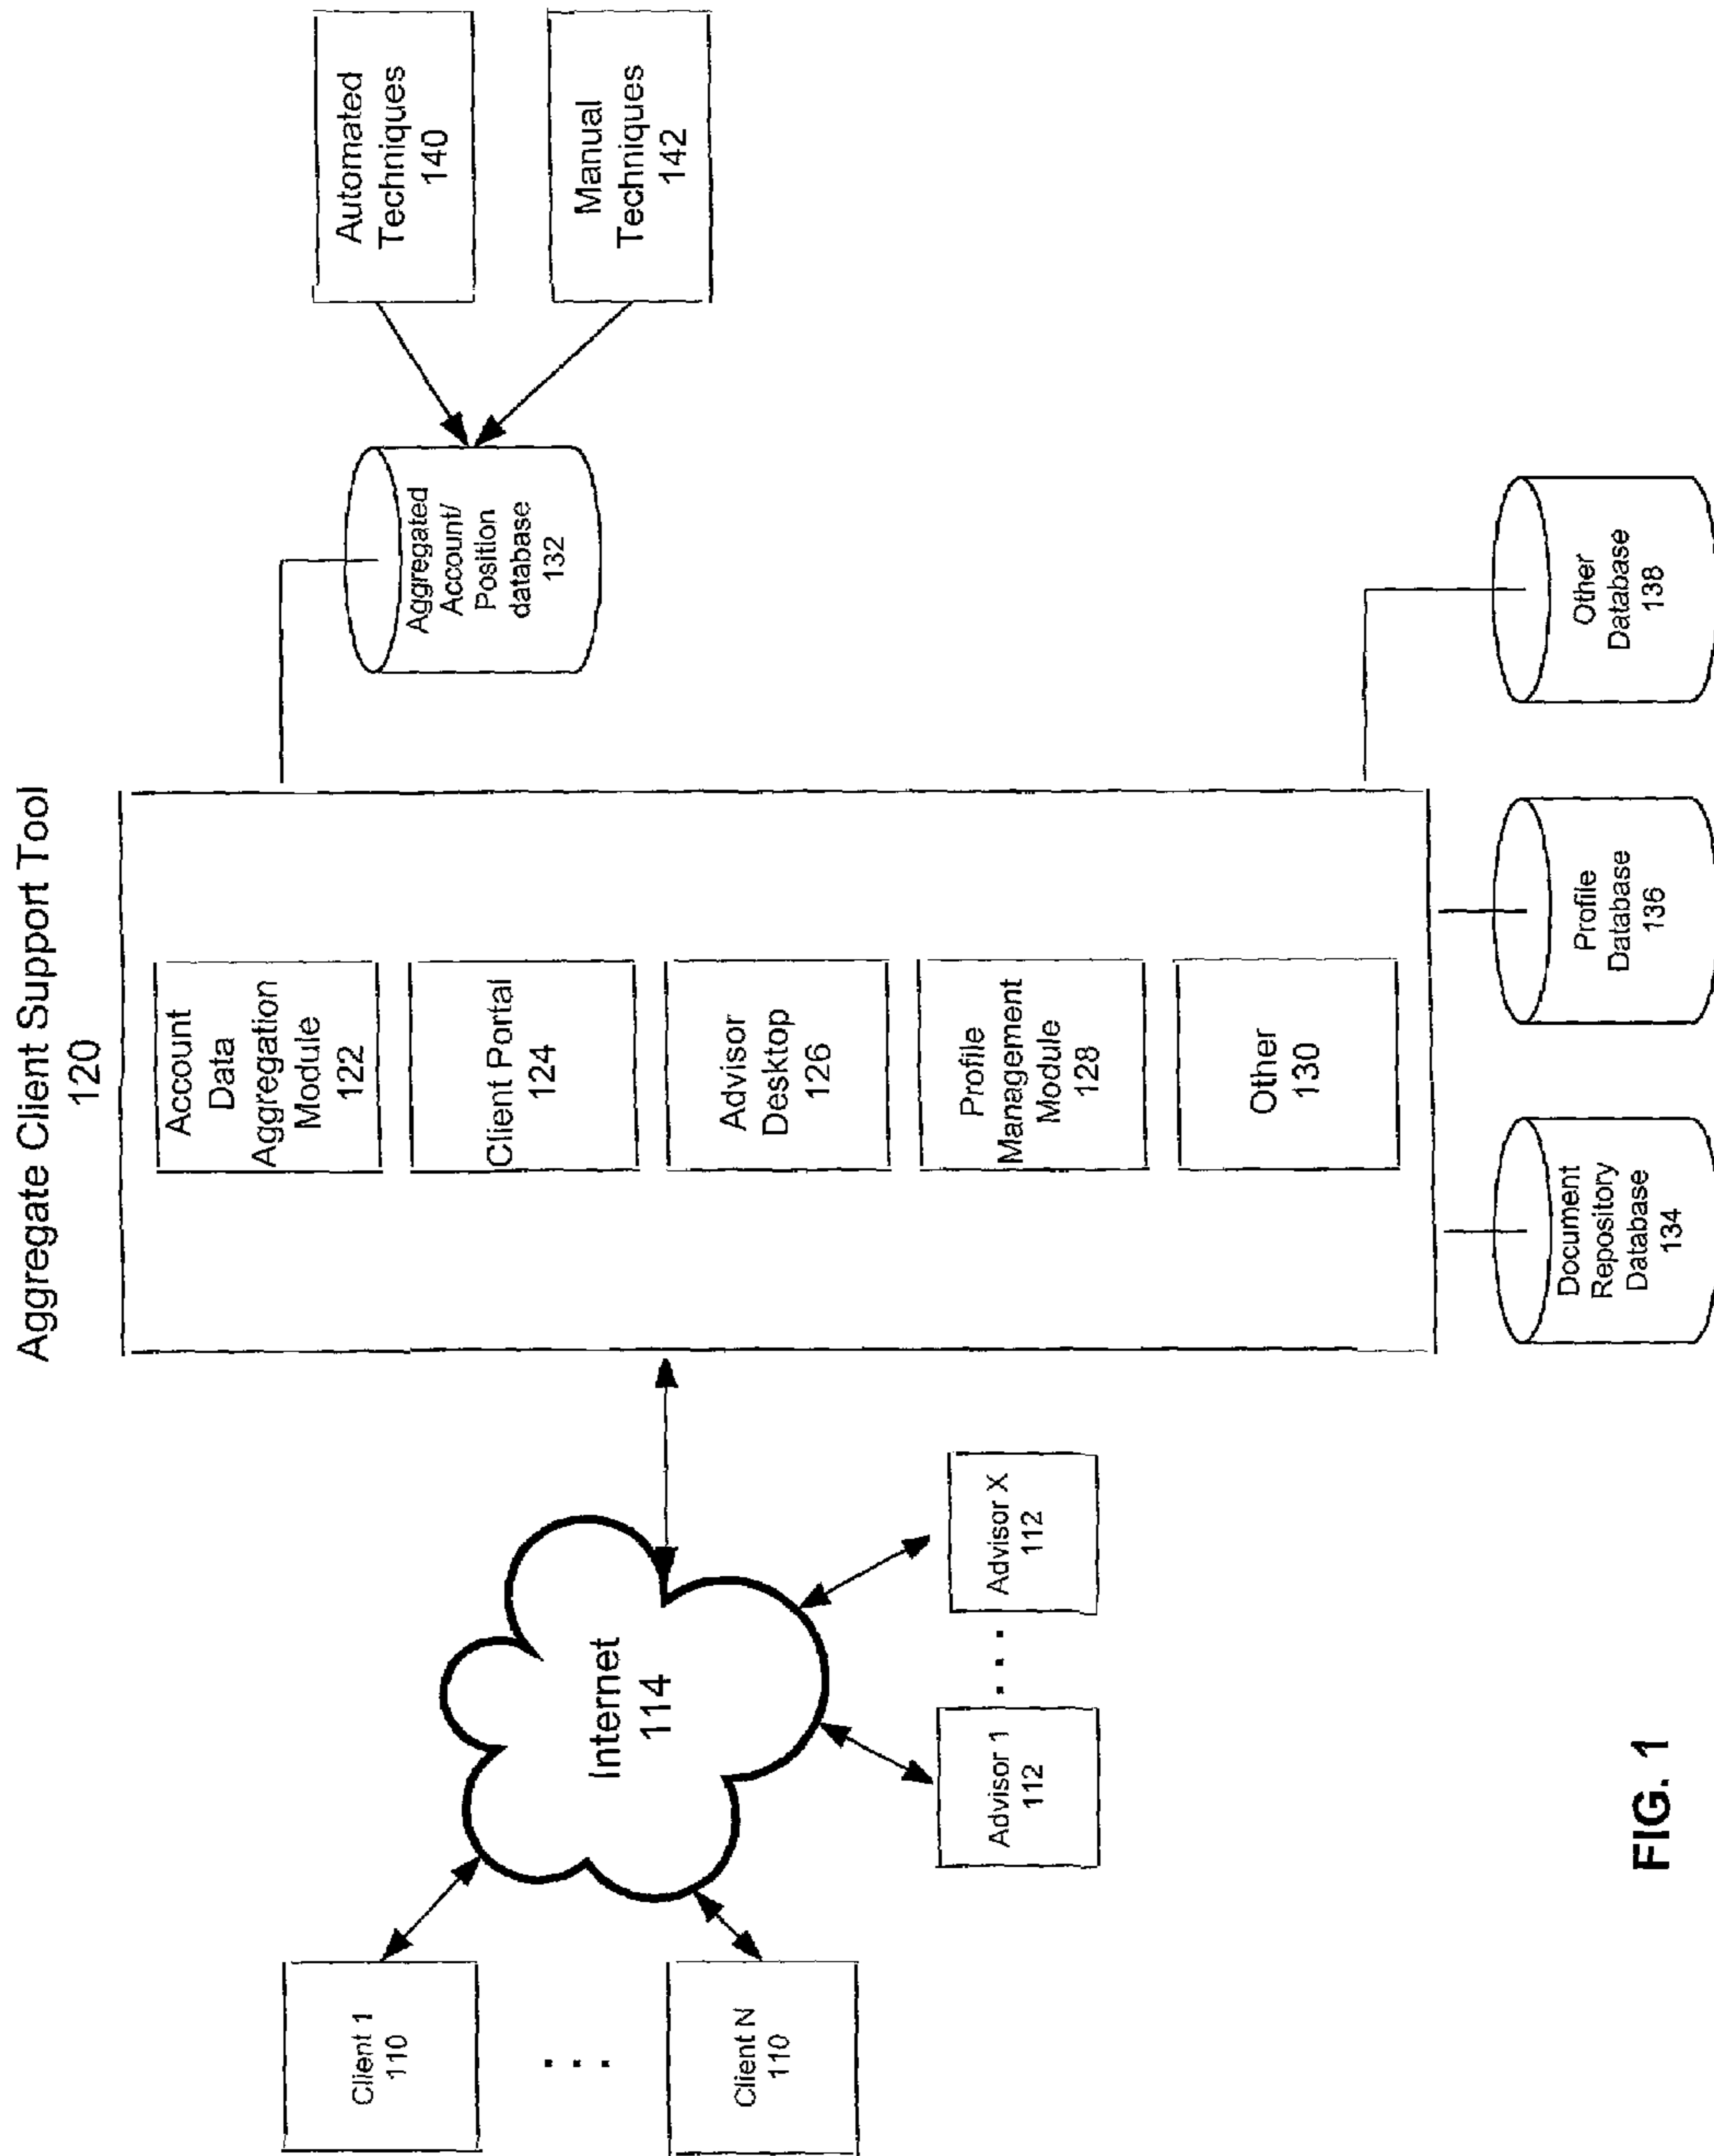 Aggregate Client Support Tool
120
Client 1
110
Client N
110
Internet
114
Advisor 1
112
Advisor X
112
Account
Data
Aggregation
Module
122
Client Portal
124
Advisor
Desktop
126
Profile
Management
Module
128
Other
130
Aggregated
Account/
Position
database
132
Automated
Techniques
140
Manual
Techniques
142
Document
Repository
Database
134
Profile
Database
136
Other
Database
138
FIG. 1